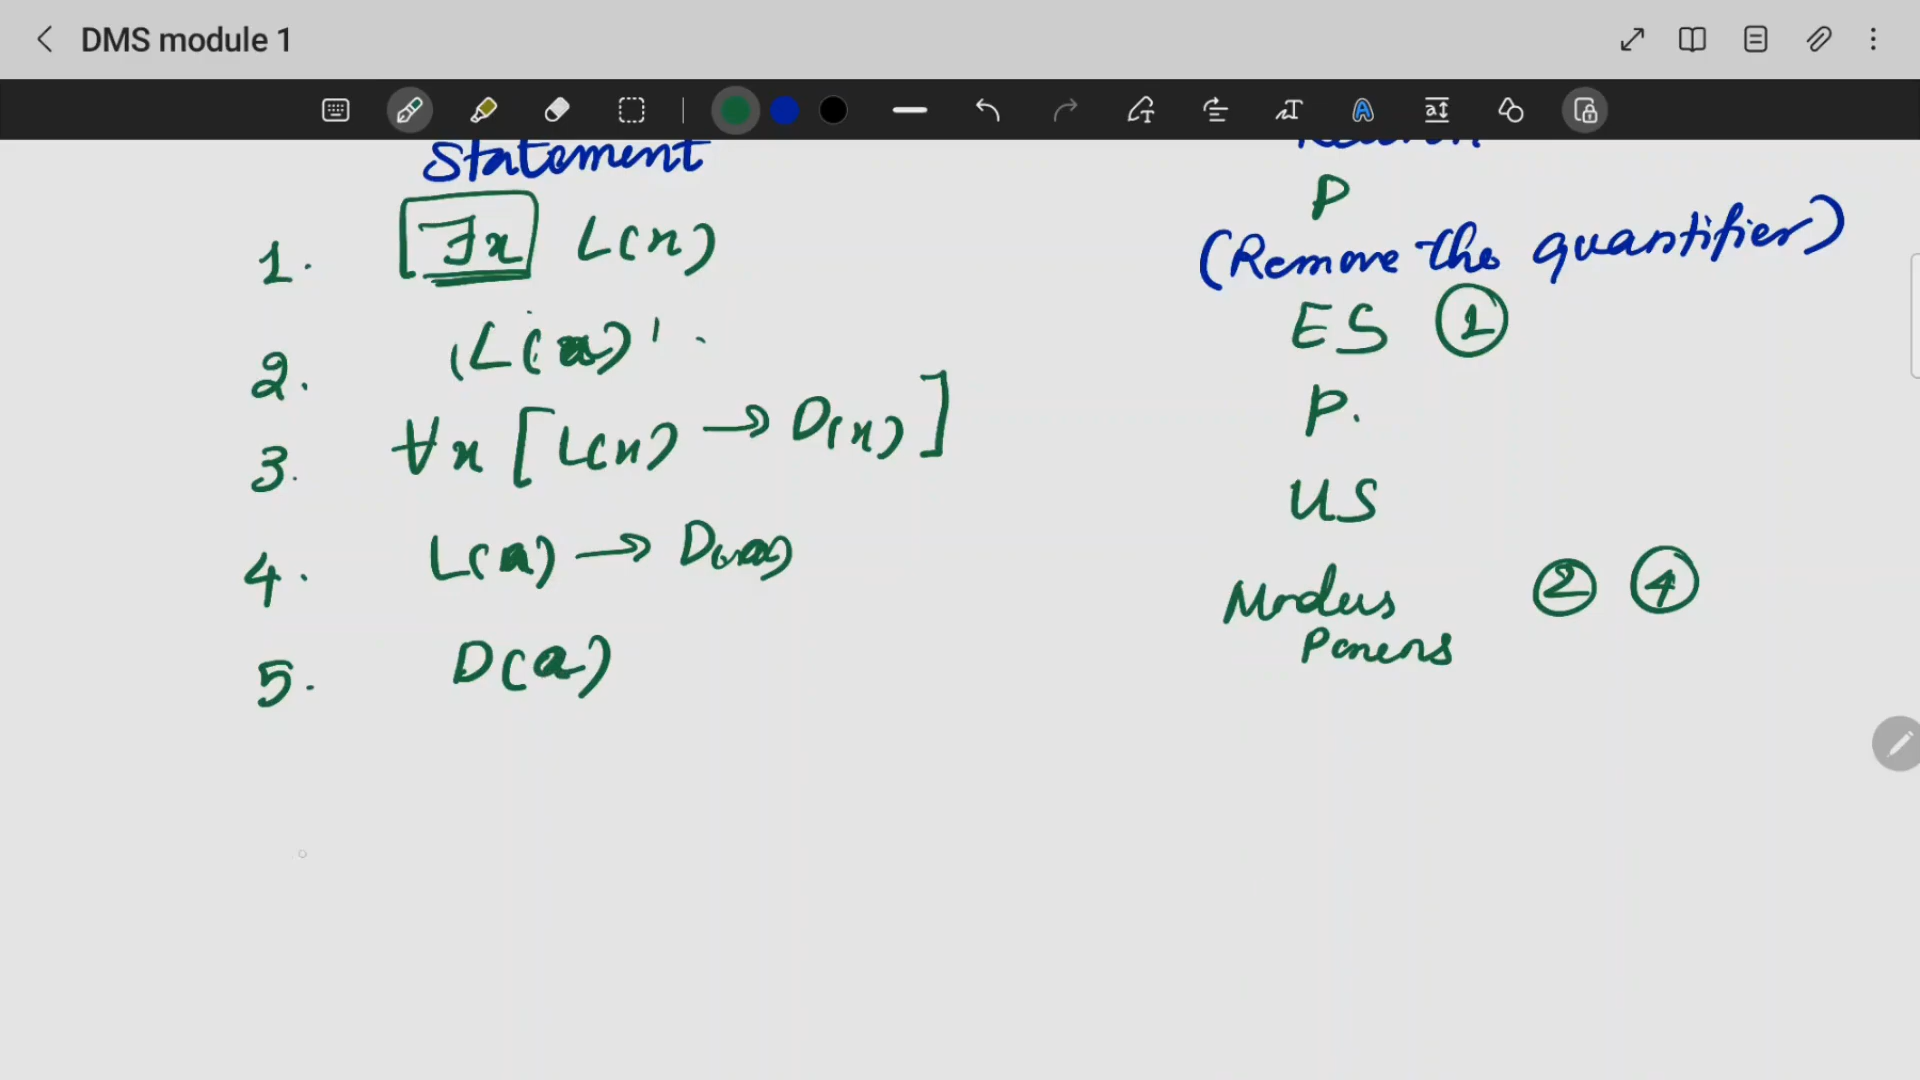 DMS module 1
Statement
P
1. ∃x L(x)
(Remove the quantifier)
2. L(a) ES ①
3. ∀x [L(x) → D(x)] P.
US
4. L(a) → D(a) Modus ② ④
Ponens
5. D(a)